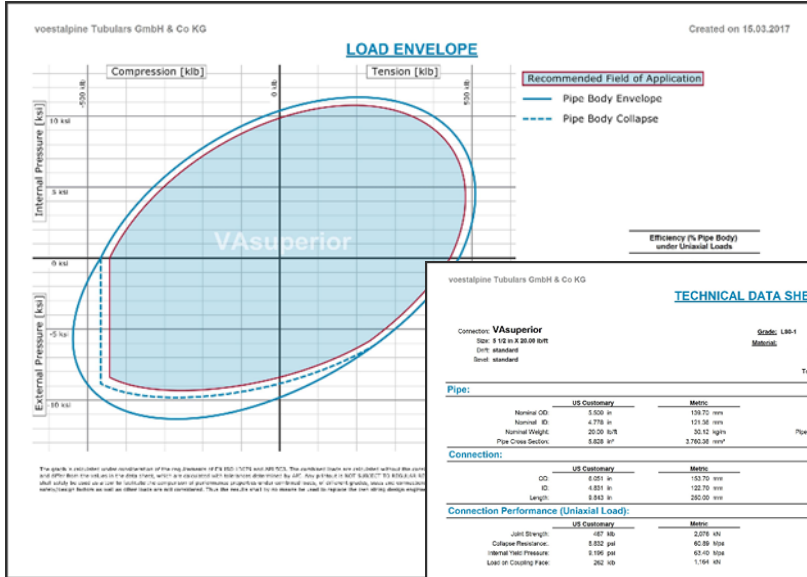 voestalpine Tubulars GmbH & Co KG
Created on 15.03.2017
LOAD ENVELOPE
Compression [klb]
Tension [klb]
-500 klb
0 klb
500 klb
Recommended Field of Application
Pipe Body Envelope
Pipe Body Collapse
Internal Pressure [ksi]
External Pressure [ksi]
10 ksi
5 ksi
0 ksi
-5 ksi
-10 ksi
VAsuperior
Efficiency (% Pipe Body)
under Uniaxial Loads
voestalpine Tubulars GmbH & Co KG
TECHNICAL DATA SHE
Connection: VAsuperior
Size: 5 1/2 in X 20.00 lb/ft
Drift: standard
Bevel: standard
Grade: L80-1
Material:
Pipe:
US Customary Metric
Nominal OD: 5.500 in 139.70 mm
Nominal ID: 4.778 in 121.36 mm
Nominal Weight: 20.00 lb/ft 30.12 kg/m
Pipe Cross Section: 5.828 in² 3,760.36 mm²
Connection:
US Customary Metric
OD: 6.051 in 153.70 mm
ID: 4.831 in 122.70 mm
Length: 9.843 in 250.00 mm
Connection Performance (Uniaxial Load):
US Customary Metric
Joint Strength: 467 klb 2,076 kN
Collapse Resistance: 8,832 psi 60.89 Mpa
Internal Yield Pressure: 9,196 psi 63.40 Mpa
Load on Coupling Face: 262 klb 1,164 kN